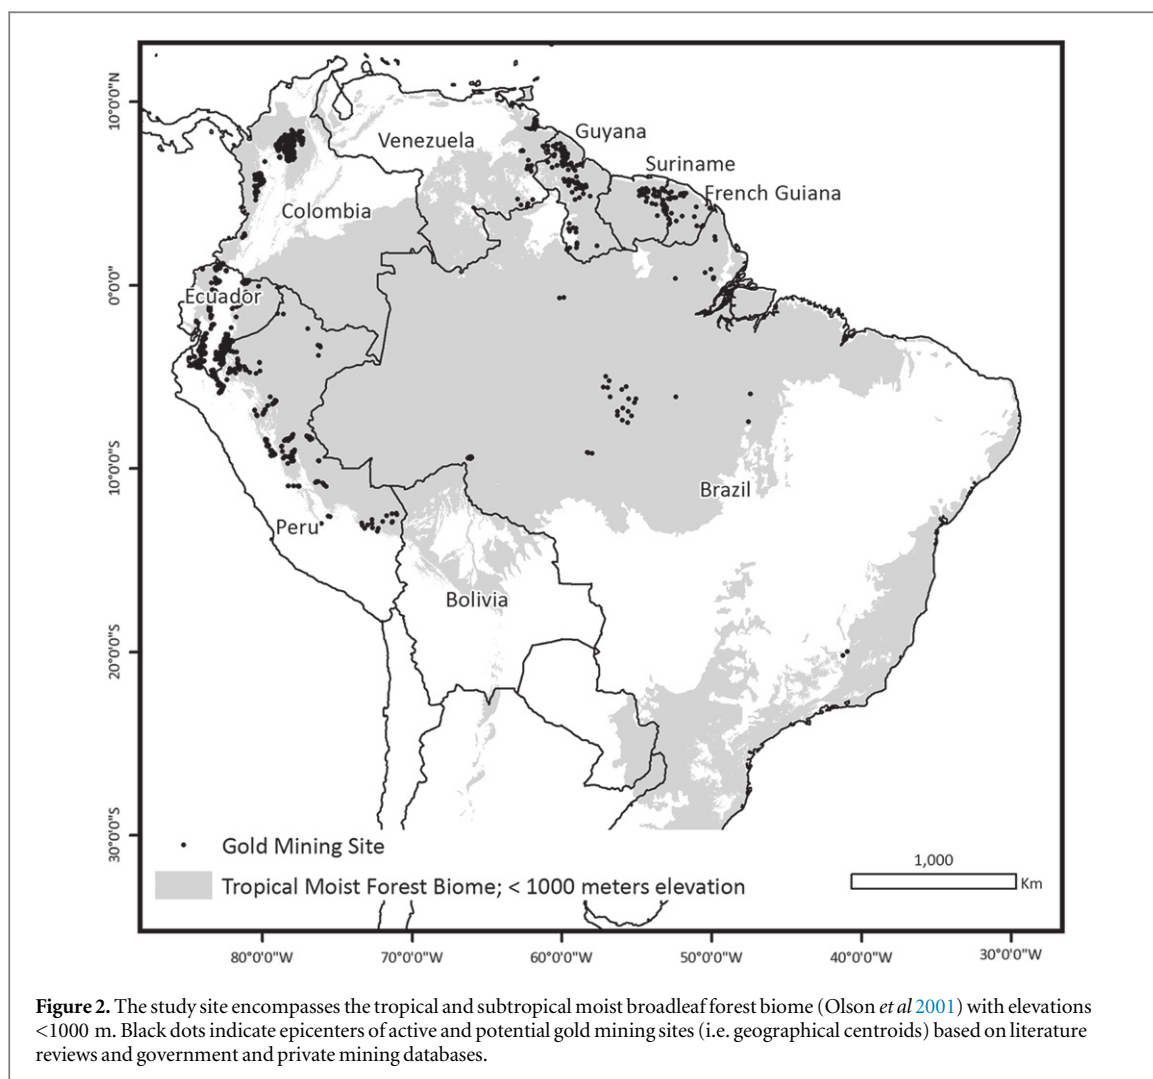 10°0'0"N
Guyana
Venezuela
Suriname
French Guiana
Colombia
0°0'0"
Ecuador
10°0'0"S
Brazil
Peru
Bolivia
20°0'0"S
30°0'0"S
Gold Mining Site
1,000
Tropical Moist Forest Biome; < 1000 meters elevation
Km
80°0'0"W 70°0'0"W 60°0'0"W 50°0'0"W 40°0'0"W 30°0'0"W
Figure 2. The study site encompasses the tropical and subtropical moist broadleaf forest biome (Olson et al 2001) with elevations
<1000 m. Black dots indicate epicenters of active and potential gold mining sites (i.e. geographical centroids) based on literature
reviews and government and private mining databases.